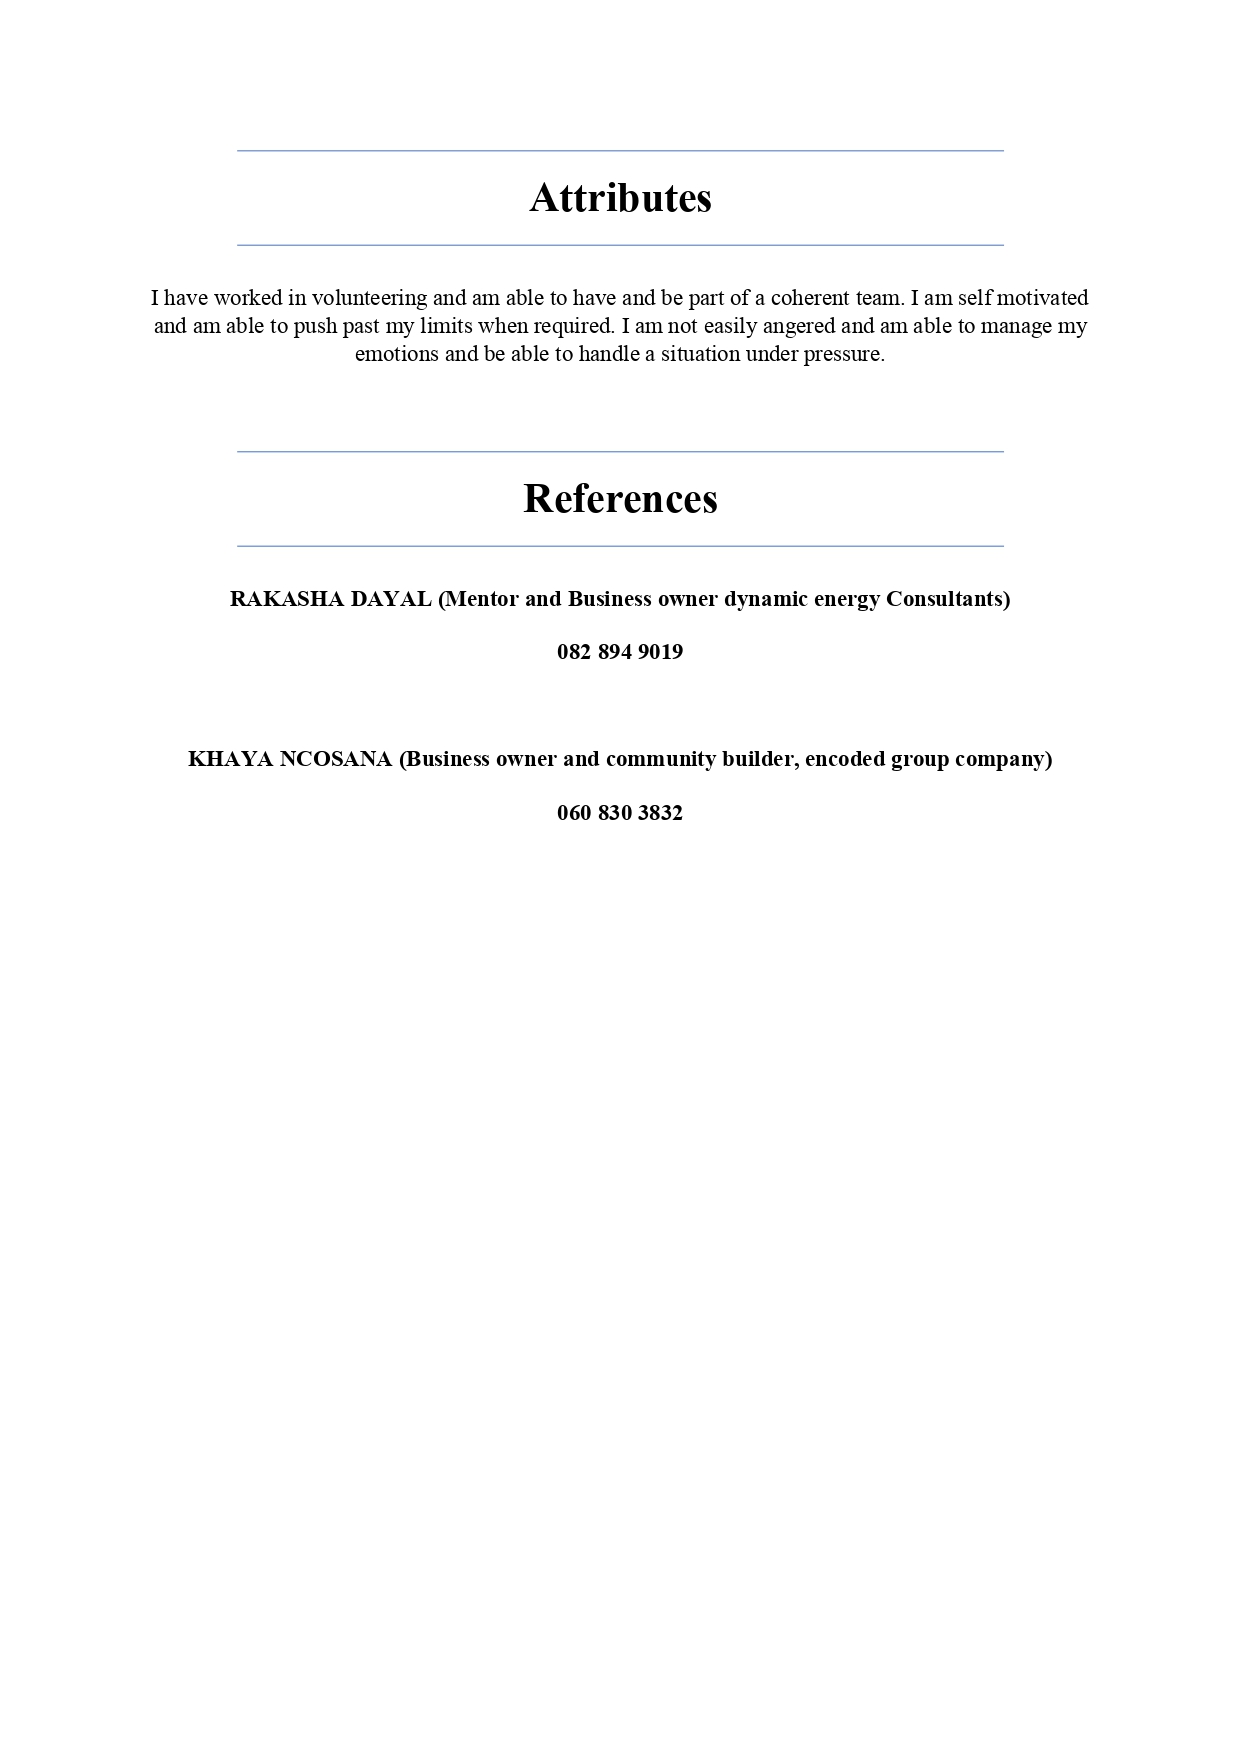 Attributes
I have worked in volunteering and am able to have and be part of a coherent team. I am self motivated
and am able to push past my limits when required. I am not easily angered and am able to manage my
emotions and be able to handle a situation under pressure.
References
RAKASHA DAYAL (Mentor and Business owner dynamic energy Consultants)
082 894 9019
KHAYA NCOSANA (Business owner and community builder, encoded group company)
060 830 3832